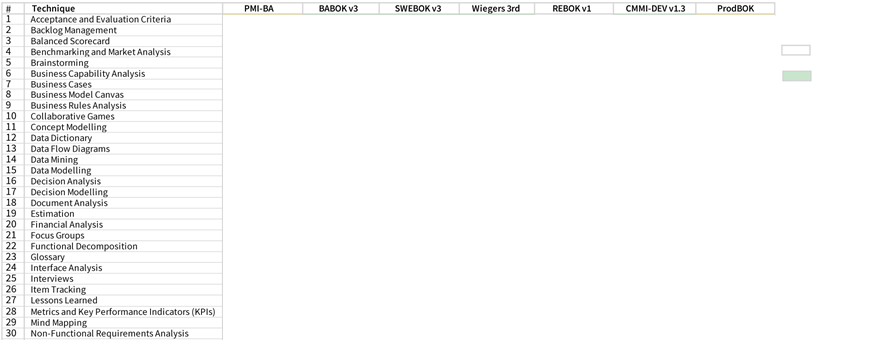 # Technique PMI-BA BABOK v3 SWEBOK v3 Wiegers 3rd REBOK v1 CMMI-DEV v1.3 ProdBOK
1 Acceptance and Evaluation Criteria
2 Backlog Management
3 Balanced Scorecard
4 Benchmarking and Market Analysis
5 Brainstorming
6 Business Capability Analysis
7 Business Cases
8 Business Model Canvas
9 Business Rules Analysis
10 Collaborative Games
11 Concept Modelling
12 Data Dictionary
13 Data Flow Diagrams
14 Data Mining
15 Data Modelling
16 Decision Analysis
17 Decision Modelling
18 Document Analysis
19 Estimation
20 Financial Analysis
21 Focus Groups
22 Functional Decomposition
23 Glossary
24 Interface Analysis
25 Interviews
26 Item Tracking
27 Lessons Learned
28 Metrics and Key Performance Indicators (KPIs)
29 Mind Mapping
30 Non-Functional Requirements Analysis